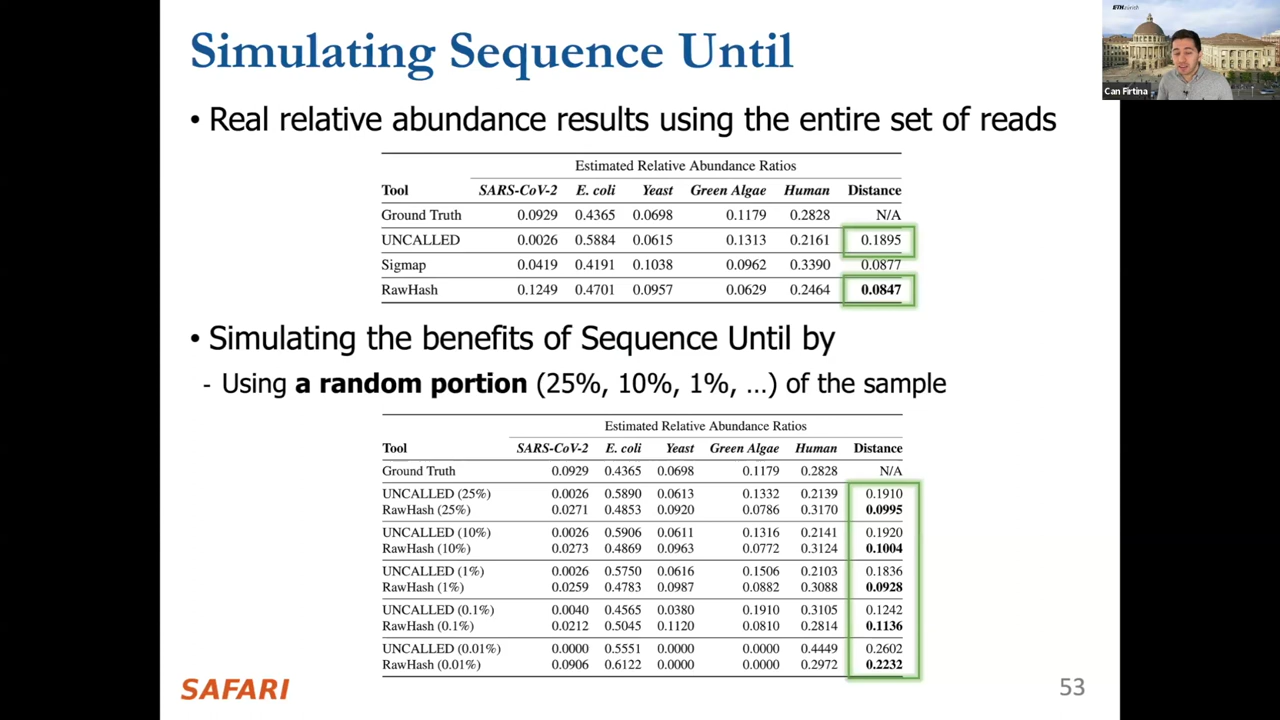 ETH zürich
Can Firtina
Simulating Sequence Until
• Real relative abundance results using the entire set of reads
Estimated Relative Abundance Ratios
Tool SARS-CoV-2 E. coli Yeast Green Algae Human Distance
Ground Truth 0.0929 0.4365 0.0698 0.1179 0.2828 N/A
UNCALLED 0.0026 0.5884 0.0615 0.1313 0.2161 0.1895
Sigmap 0.0419 0.4191 0.1038 0.0962 0.3390 0.0877
RawHash 0.1249 0.4701 0.0957 0.0629 0.2464 0.0847
• Simulating the benefits of Sequence Until by
- Using a random portion (25%, 10%, 1%, …) of the sample
Estimated Relative Abundance Ratios
Tool SARS-CoV-2 E. coli Yeast Green Algae Human Distance
Ground Truth 0.0929 0.4365 0.0698 0.1179 0.2828 N/A
UNCALLED (25%) 0.0026 0.5890 0.0613 0.1332 0.2139 0.1910
RawHash (25%) 0.0271 0.4853 0.0920 0.0786 0.3170 0.0995
UNCALLED (10%) 0.0026 0.5906 0.0611 0.1316 0.2141 0.1920
RawHash (10%) 0.0273 0.4869 0.0963 0.0772 0.3124 0.1004
UNCALLED (1%) 0.0026 0.5750 0.0616 0.1506 0.2103 0.1836
RawHash (1%) 0.0259 0.4783 0.0987 0.0882 0.3088 0.0928
UNCALLED (0.1%) 0.0040 0.4565 0.0380 0.1910 0.3105 0.1242
RawHash (0.1%) 0.0212 0.5045 0.1120 0.0810 0.2814 0.1136
UNCALLED (0.01%) 0.0000 0.5551 0.0000 0.0000 0.4449 0.2602
RawHash (0.01%) 0.0906 0.6122 0.0000 0.0000 0.2972 0.2232
SAFARI
53